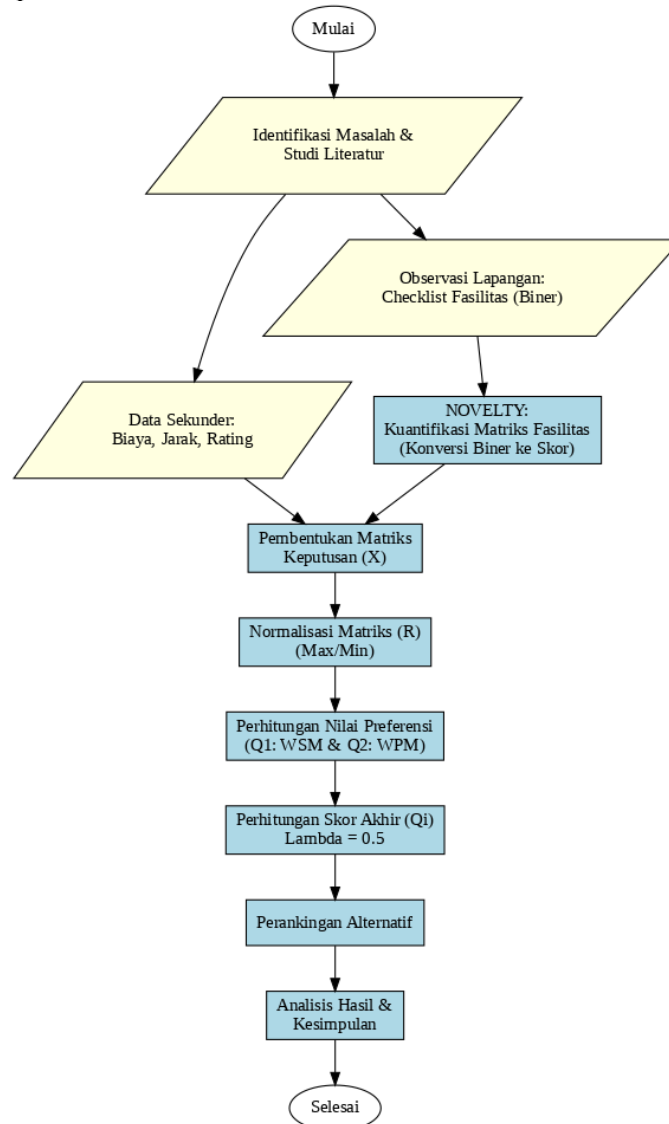 Mulai
Identifikasi Masalah &
Studi Literatur
Observasi Lapangan:
Checklist Fasilitas (Biner)
Data Sekunder:
Biaya, Jarak, Rating
NOVELTY:
Kuantifikasi Matriks Fasilitas
(Konversi Biner ke Skor)
Pembentukan Matriks
Keputusan (X)
Normalisasi Matriks (R)
(Max/Min)
Perhitungan Nilai Preferensi
(Q1: WSM & Q2: WPM)
Perhitungan Skor Akhir (Qi)
Lambda = 0.5
Perankingan Alternatif
Analisis Hasil &
Kesimpulan
Selesai